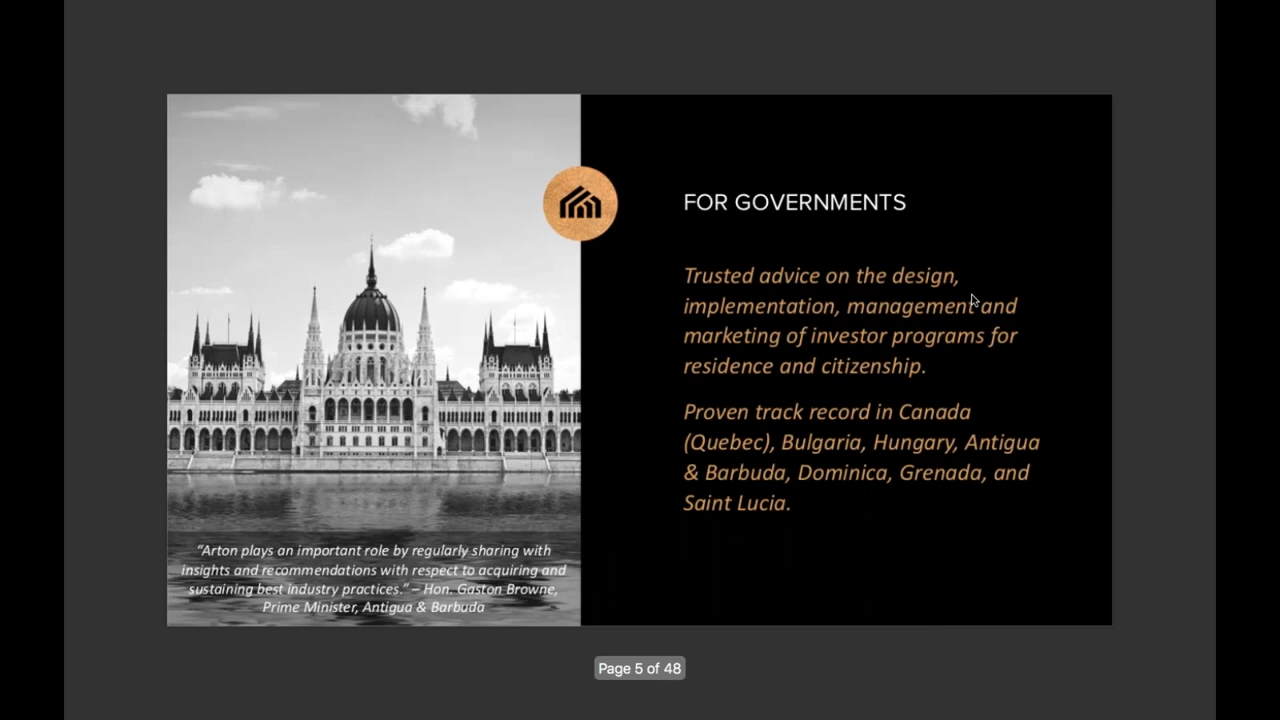 FOR GOVERNMENTS
Trusted advice on the design,
implementation, management and
marketing of investor programs for
residence and citizenship.
Proven track record in Canada
(Quebec), Bulgaria, Hungary, Antigua
& Barbuda, Dominica, Grenada, and
Saint Lucia.
“Arton plays an important role by regularly sharing with
insights and recommendations with respect to acquiring and
sustaining best industry practices.” – Hon. Gaston Browne,
Prime Minister, Antigua & Barbuda
Page 5 of 48